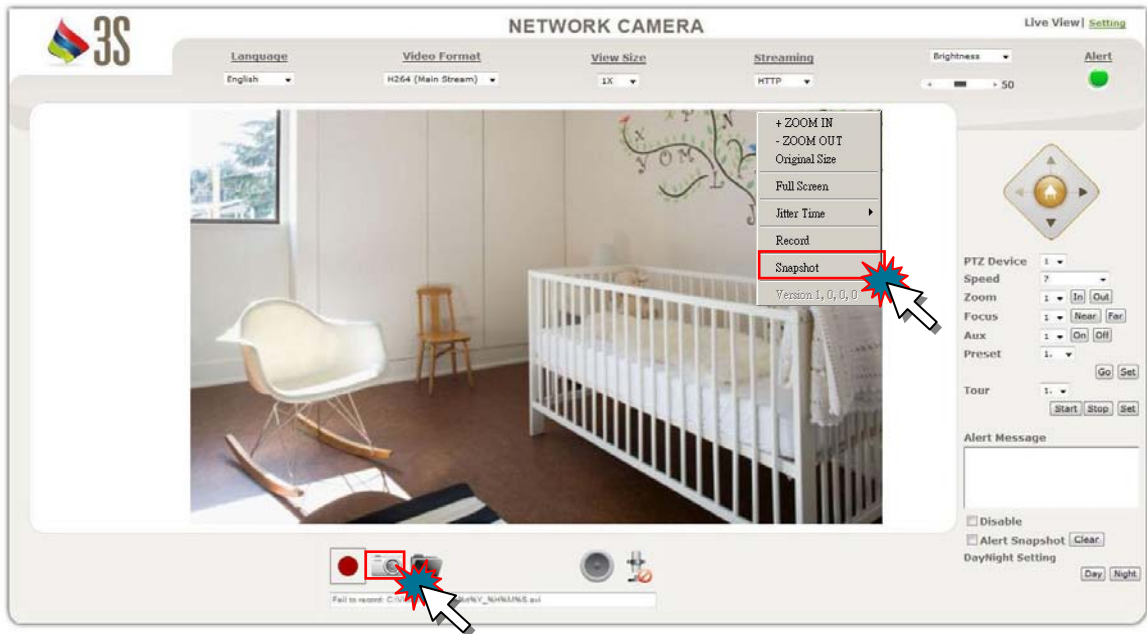 3S
NETWORK CAMERA
Live View| Setting
Language
Video Format
View Size
Streaming
Brightness
Alert
English
H264 (Main Stream)
1X
HTTP
50
+ ZOOM IN
- ZOOM OUT
Original Size
Full Screen
Jitter Time
Record
Snapshot
Version 1, 0, 0, 0
PTZ Device 1
Speed 7
Zoom 1 In Out
Focus 1 Near Far
Aux 1 On Off
Preset 1.
Go Set
Tour 1.
Start Stop Set
Alert Message
Disable
Alert Snapshot Clear
DayNight Setting
Day Night
Fail to record: C:\V
%Y_%H%M%S.avi